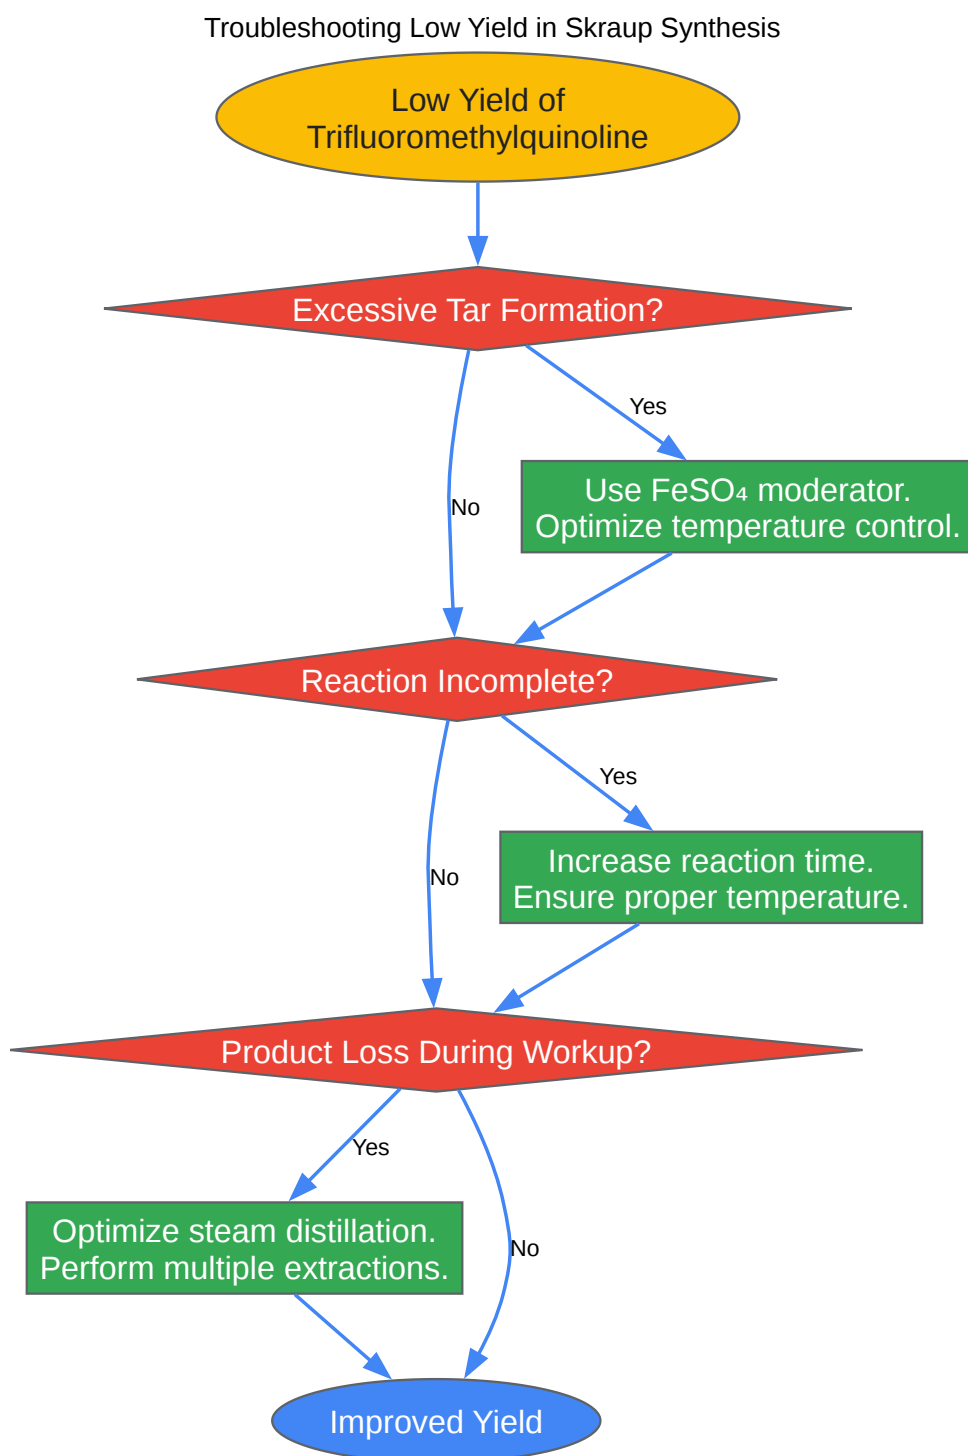 Troubleshooting Low Yield in Skraup Synthesis
Low Yield of
Trifluoromethylquinoline
Excessive Tar Formation?
Yes
Use FeSO₄ moderator.
Optimize temperature control.
No
Reaction Incomplete?
Yes
Increase reaction time.
Ensure proper temperature.
No
Product Loss During Workup?
Yes
Optimize steam distillation.
Perform multiple extractions.
No
Improved Yield